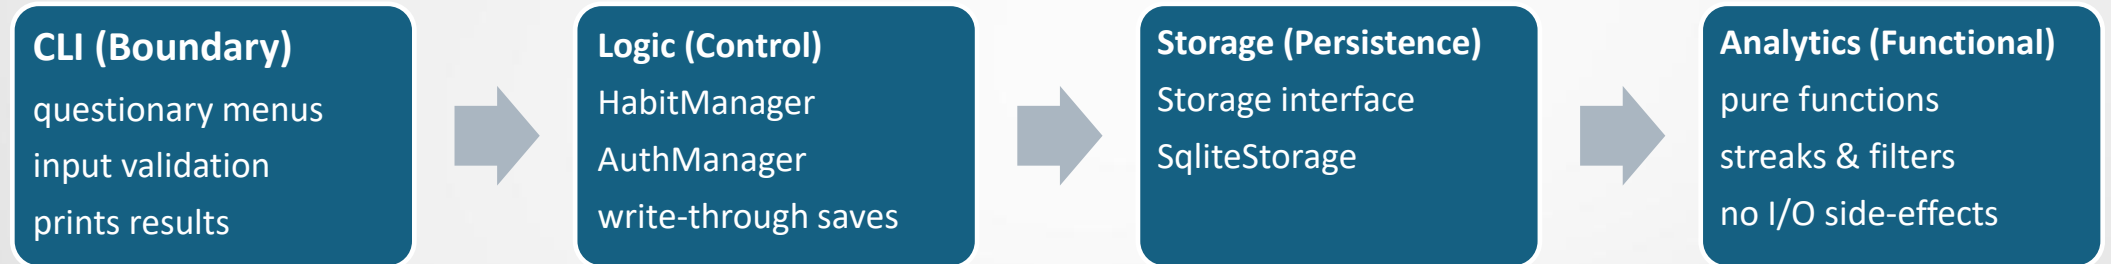 CLI (Boundary)
questionary menus
input validation
prints results
Logic (Control)
HabitManager
AuthManager
write-through saves
Storage (Persistence)
Storage interface
SqliteStorage
Analytics (Functional)
pure functions
streaks & filters
no I/O side-effects